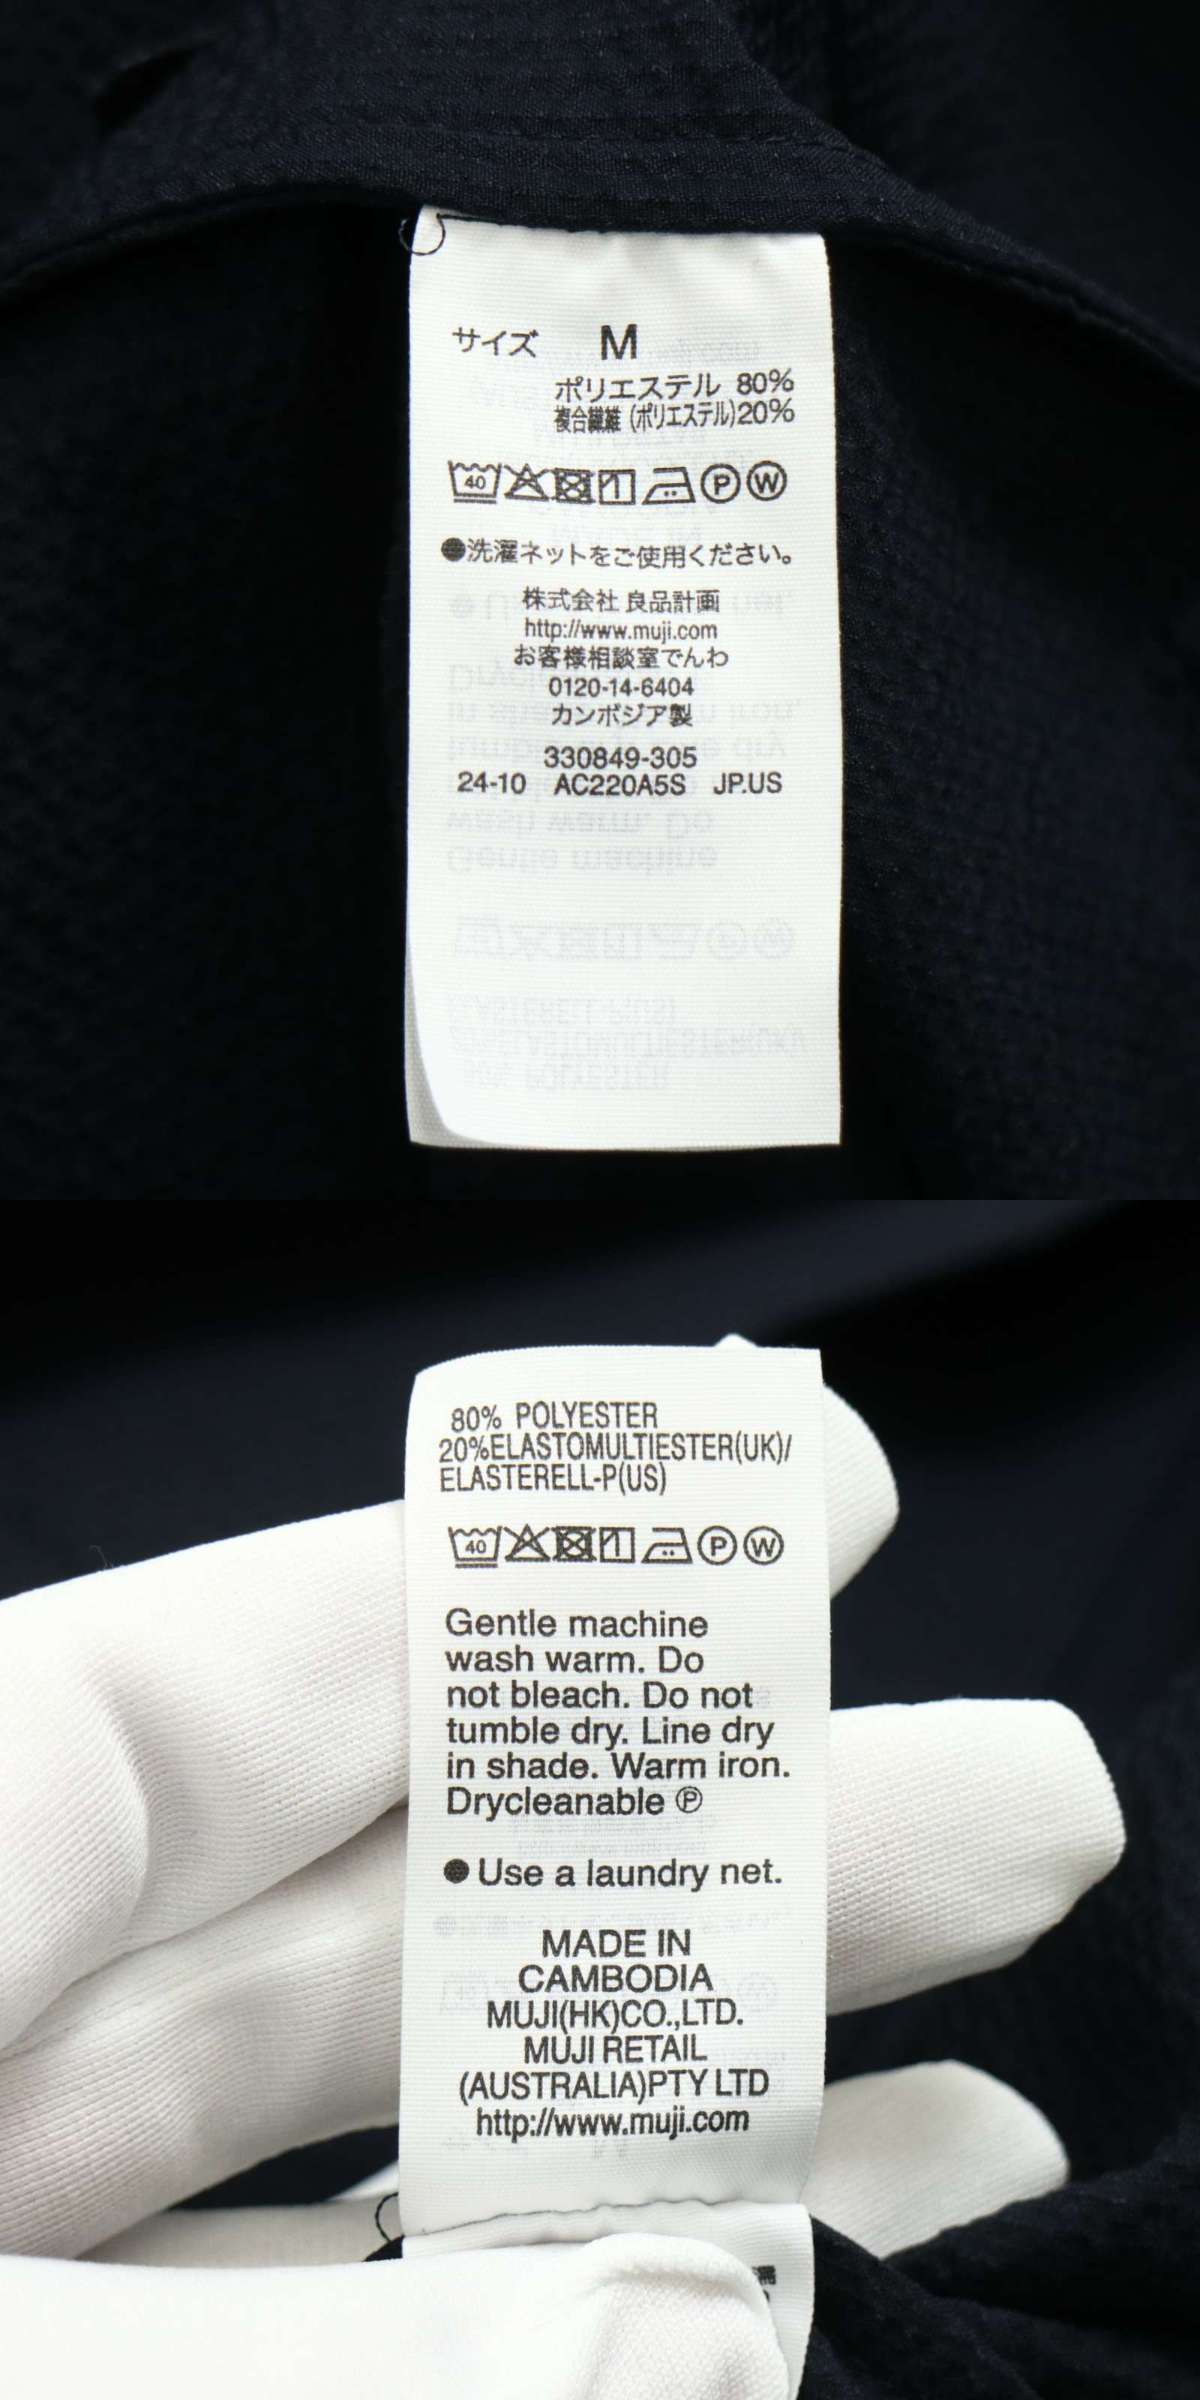 サイズ M
ポリエステル 80%
複合繊維 (ポリエステル)20%
40 P W
●洗濯ネットをご使用ください。
株式会社 良品計画
http://www.muji.com
お客様相談室でんわ
0120-14-6404
カンボジア製
330849-305
24-10 AC220A5S JP.US
80% POLYESTER
20%ELASTOMULTIESTER(UK)/
ELASTERELL-P(US)
40 P W
Gentle machine
wash warm. Do
not bleach. Do not
tumble dry. Line dry
in shade. Warm iron.
Drycleanable Ⓟ
●Use a laundry net.
MADE IN
CAMBODIA
MUJI(HK)CO.,LTD.
MUJI RETAIL
(AUSTRALIA)PTY LTD
http://www.muji.com